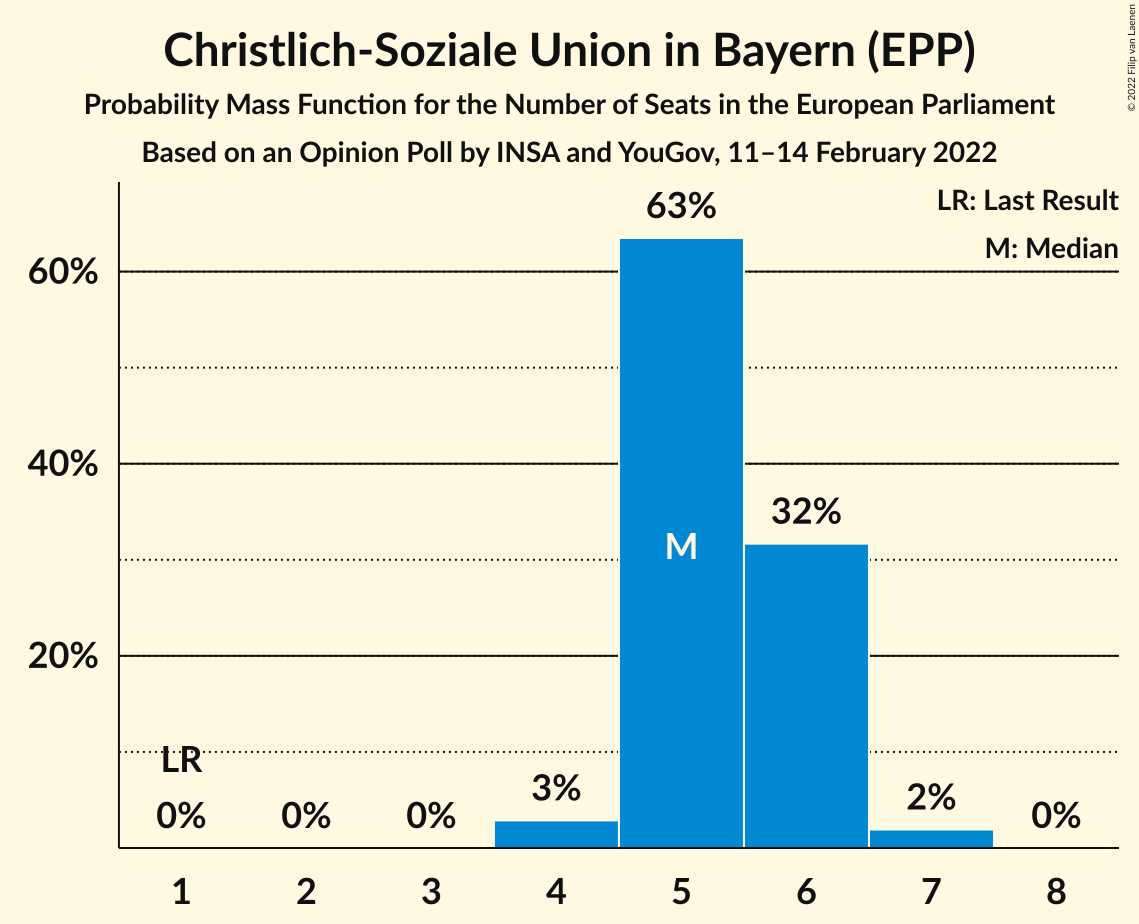 Christlich-Soziale Union in Bayern (EPP)
Probability Mass Function for the Number of Seats in the European Parliament
Based on an Opinion Poll by INSA and YouGov, 11–14 February 2022
© 2022 Filip van Laenen
LR: Last Result
M: Median
63%
60%
40%
32%
M
20%
LR
0%
0%
0%
3%
2%
0%
1
2
3
4
5
6
7
8